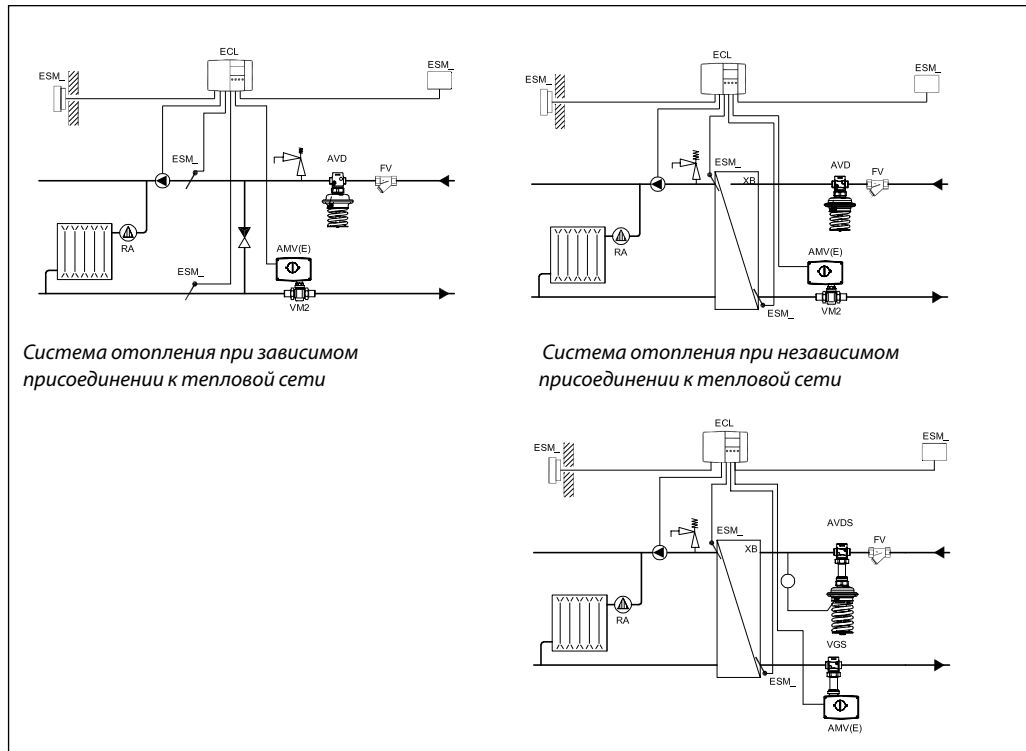 ECL
ESM_
ESM_
ESM_
AVD
FV
RA
AMV(E)
ESM_
VM2
Система отопления при зависимом
присоединении к тепловой сети
ECL
ESM_
ESM_
ESM_
XB
AVD
FV
RA
AMV(E)
ESM_
VM2
Система отопления при независимом
присоединении к тепловой сети
ECL
ESM_
ESM_
ESM_
XB
AVDS
FV
RA
VGS
ESM_
AMV(E)